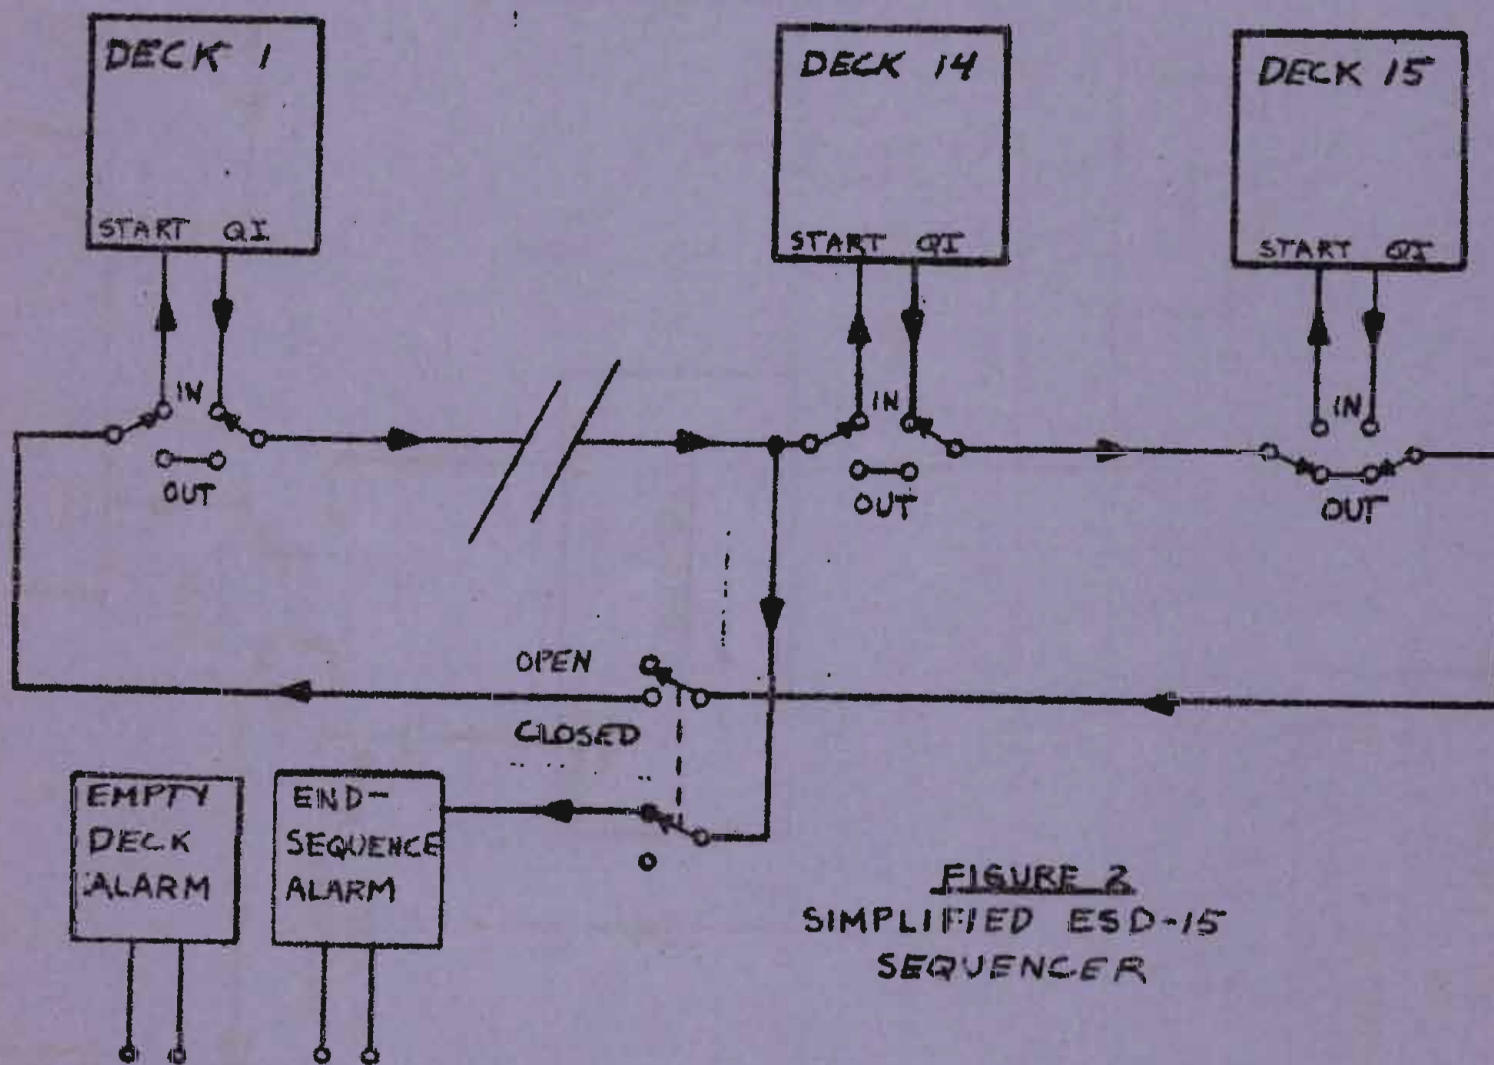 DECK 1
START QI
DECK 14
START QI
DECK 15
START QI
IN
OUT
IN
OUT
IN
OUT
OPEN
CLOSED
EMPTY
DECK
ALARM
END-
SEQUENCE
ALARM
FIGURE 2
SIMPLIFIED ESD-15
SEQUENCER